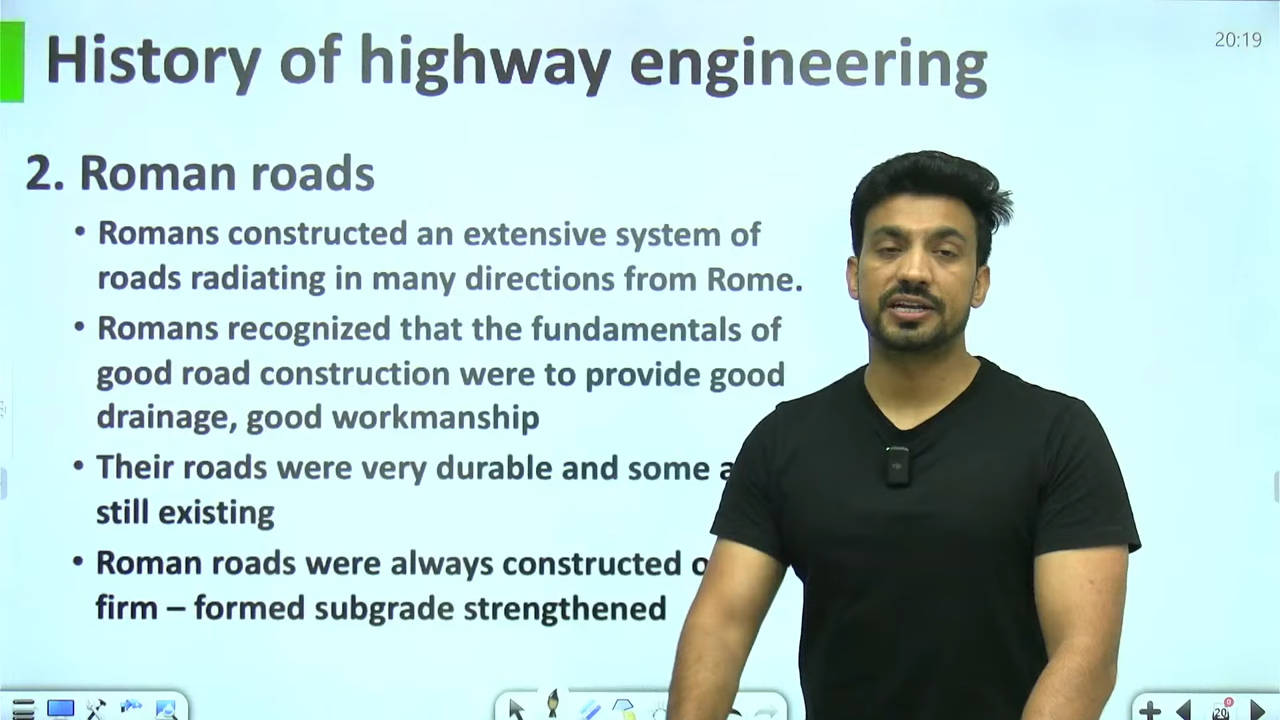 History of highway engineering
20:19
2. Roman roads
• Romans constructed an extensive system of
roads radiating in many directions from Rome.
• Romans recognized that the fundamentals of
good road construction were to provide good
drainage, good workmanship
• Their roads were very durable and some
still existing
• Roman roads were always constructed
firm – formed subgrade strengthened
20